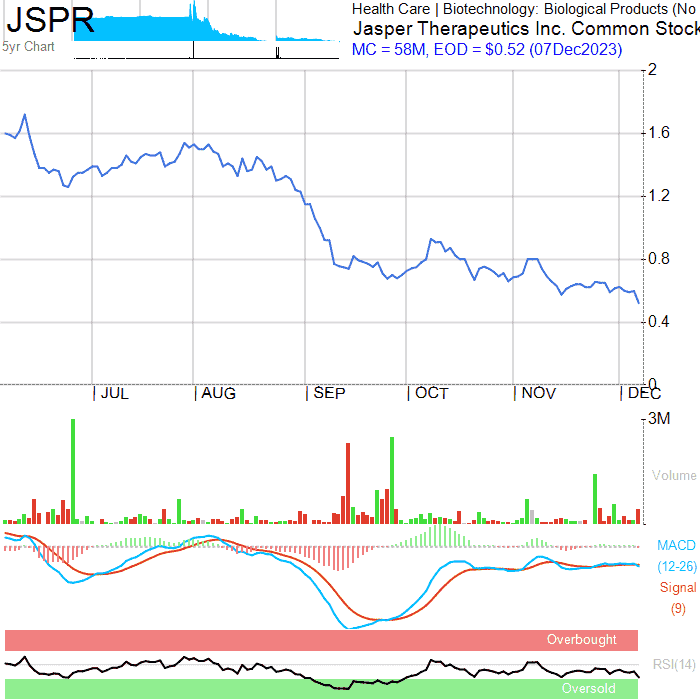 JSPR
5yr Chart
Health Care | Biotechnology: Biological Products (No
Jasper Therapeutics Inc. Common Stock
MC = 58M, EOD = $0.52 (07Dec2023)
2
1.6
1.2
0.8
0.4
0
JUL AUG SEP OCT NOV DEC
3M
Volume
MACD
(12-26)
Signal
(9)
Overbought
RSI(14)
Oversold